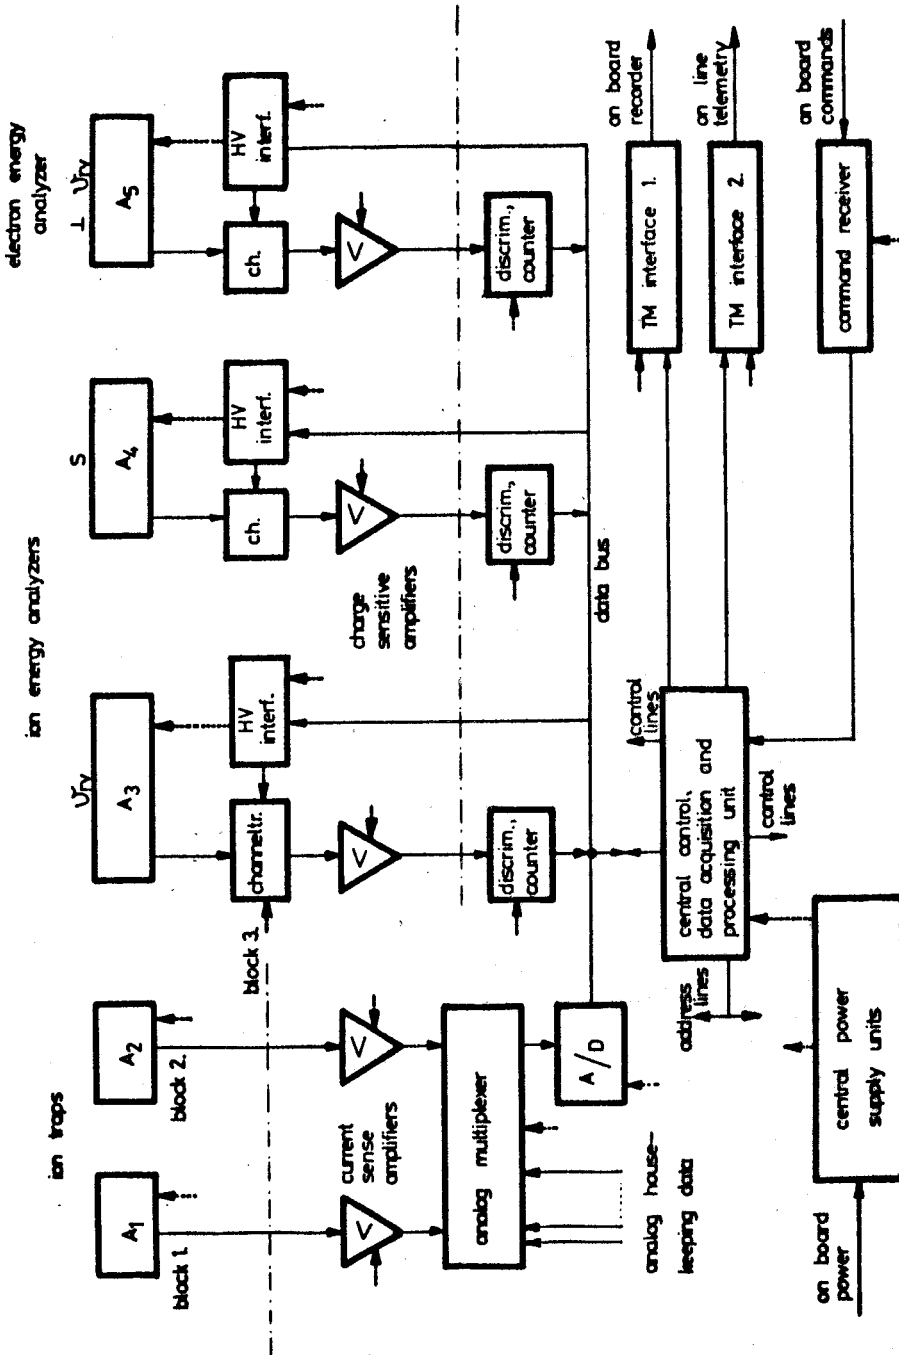 ion traps
ion energy analyzers
electron energy
analyzer
⊥
S
A1
A2
A3
A4
A5
block 1.
block 2.
block 3.
channeltr.
HV
interf.
ch.
HV
interf.
ch.
HV
interf.
current
sense
amplifiers
<
<
<
<
<
charge
sensitive
amplifiers
analog multiplexer
discrim.,
counter
discrim.,
counter
discrim.,
counter
A/D
data bus
analog house-
keeping data
address
lines
central control,
data acquisition and
processing unit
control
lines
control
lines
TM interface 1.
TM interface 2.
on board
recorder
on line
telemetry
on board
power
central power
supply units
command receiver
on board
commands